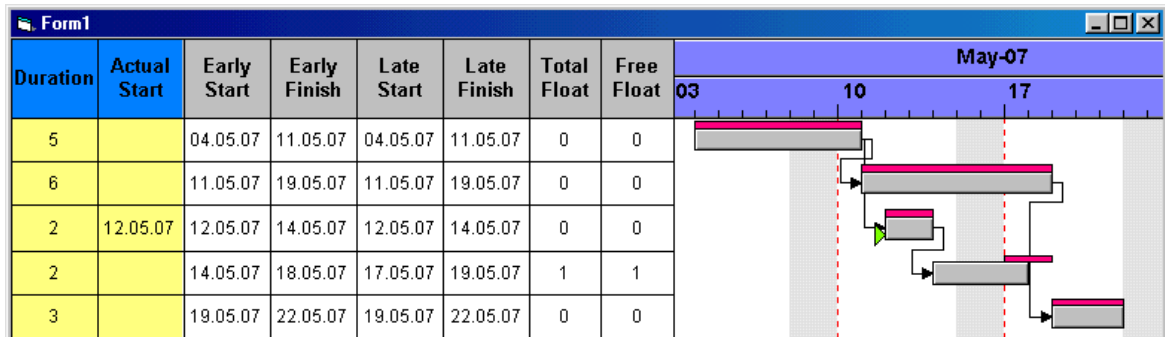 Form1
Duration Actual Start Early Start Early Finish Late Start Late Finish Total Float Free Float
May-07
03 10 17
5 04.05.07 11.05.07 04.05.07 11.05.07 0 0
6 11.05.07 19.05.07 11.05.07 19.05.07 0 0
2 12.05.07 12.05.07 14.05.07 12.05.07 14.05.07 0 0
2 14.05.07 18.05.07 17.05.07 19.05.07 1 1
3 19.05.07 22.05.07 19.05.07 22.05.07 0 0